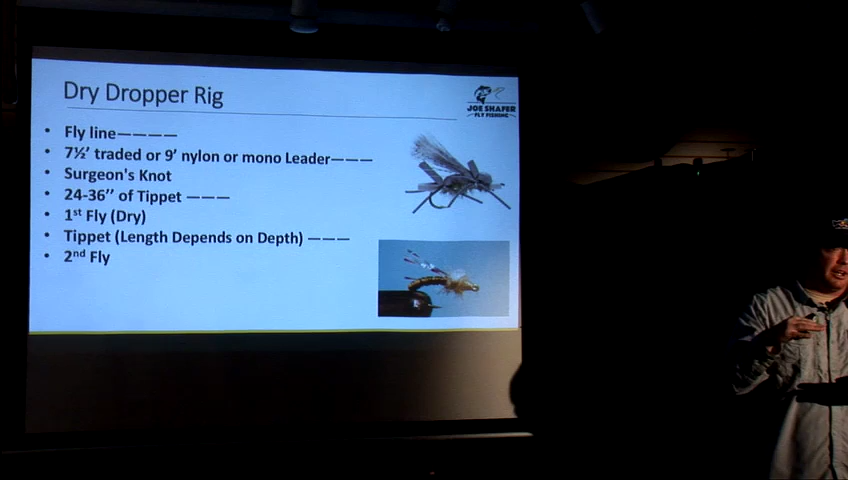 Dry Dropper Rig
JOE SHAFER
FLY FISHING
• Fly line————
• 7½’ traded or 9’ nylon or mono Leader———
• Surgeon's Knot
• 24-36” of Tippet ———
• 1st Fly (Dry)
• Tippet (Length Depends on Depth) ———
• 2nd Fly